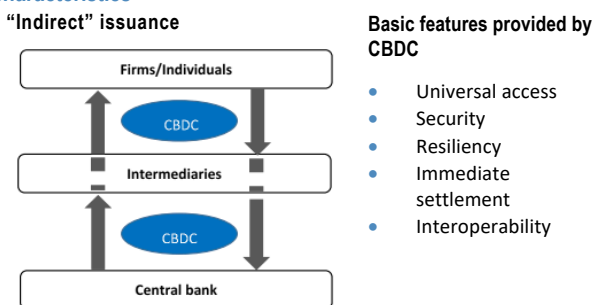 “Indirect” issuance
Firms/Individuals
CBDC
Intermediaries
CBDC
Central bank
Basic features provided by
CBDC
• Universal access
• Security
• Resiliency
• Immediate
settlement
• Interoperability